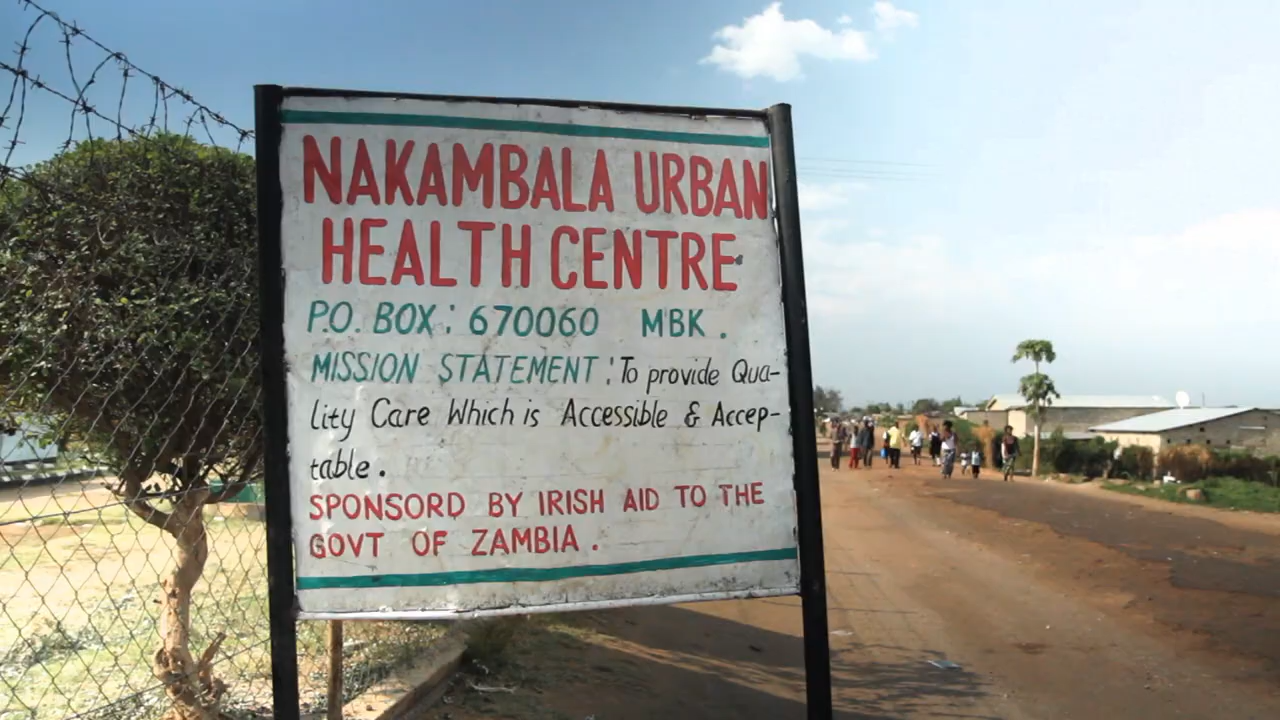 NAKAMBALA URBAN
HEALTH CENTRE
P.O. BOX: 670060 MBK.
MISSION STATEMENT: To provide Qua-
lity Care Which is Accessible & Accep-
table.
SPONSORD BY IRISH AID TO THE
GOVT OF ZAMBIA.